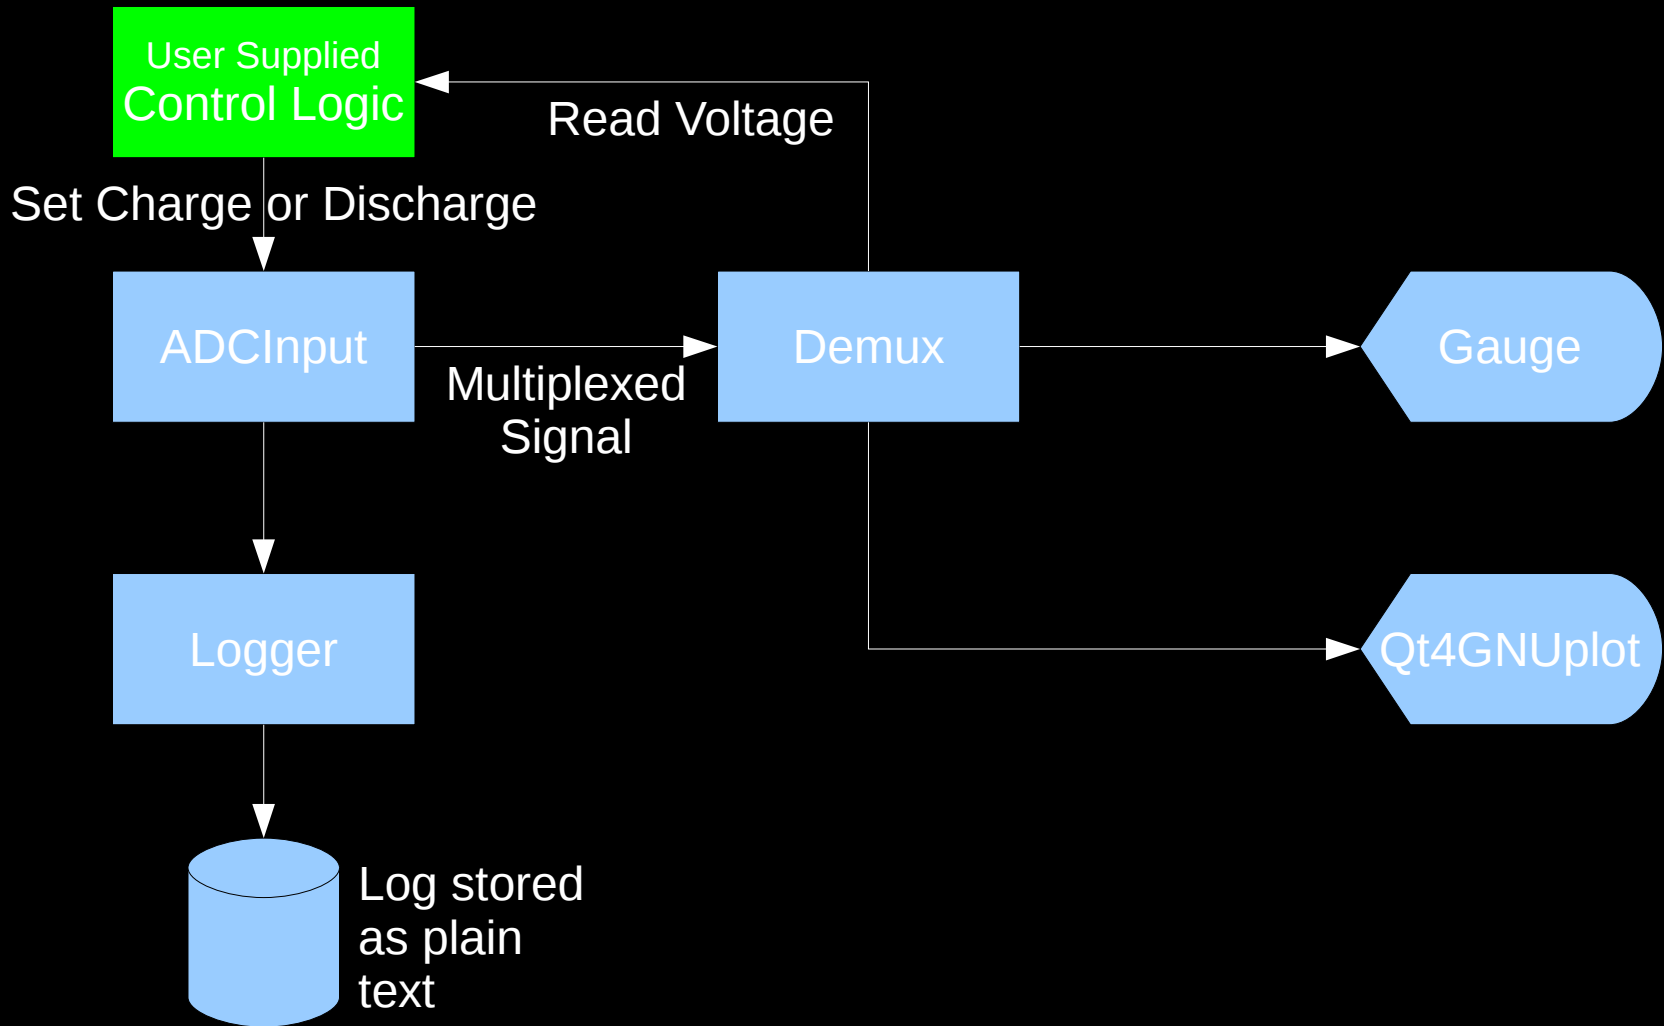 User Supplied
Control Logic
Read Voltage
Set Charge or Discharge
ADCInput
Demux
Gauge
Multiplexed
Signal
Logger
Qt4GNUplot
Log stored
as plain
text